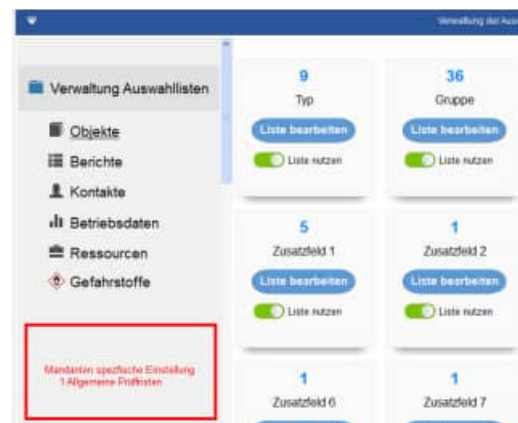 Verwaltung der Aus
Verwaltung Auswahllisten
Objekte
Berichte
Kontakte
Betriebsdaten
Ressourcen
Gefahrstoffe
Mandanten spezifische Einstellung
1 Allgemeine Prüffristen
9
Typ
Liste bearbeiten
Liste nutzen
36
Gruppe
Liste bearbeiten
Liste nutzen
5
Zusatzfeld 1
Liste bearbeiten
Liste nutzen
1
Zusatzfeld 2
Liste bearbeiten
Liste nutzen
1
Zusatzfeld 6
1
Zusatzfeld 7